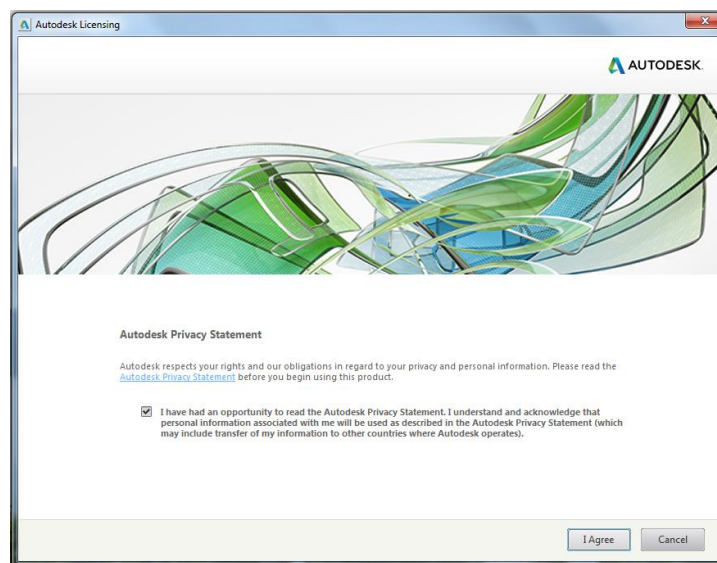 Autodesk Licensing
AUTODESK.
Autodesk Privacy Statement
Autodesk respects your rights and our obligations in regard to your privacy and personal information. Please read the
Autodesk Privacy Statement before you begin using this product.
I have had an opportunity to read the Autodesk Privacy Statement. I understand and acknowledge that
personal information associated with me will be used as described in the Autodesk Privacy Statement (which
may include transfer of my information to other countries where Autodesk operates).
I Agree
Cancel